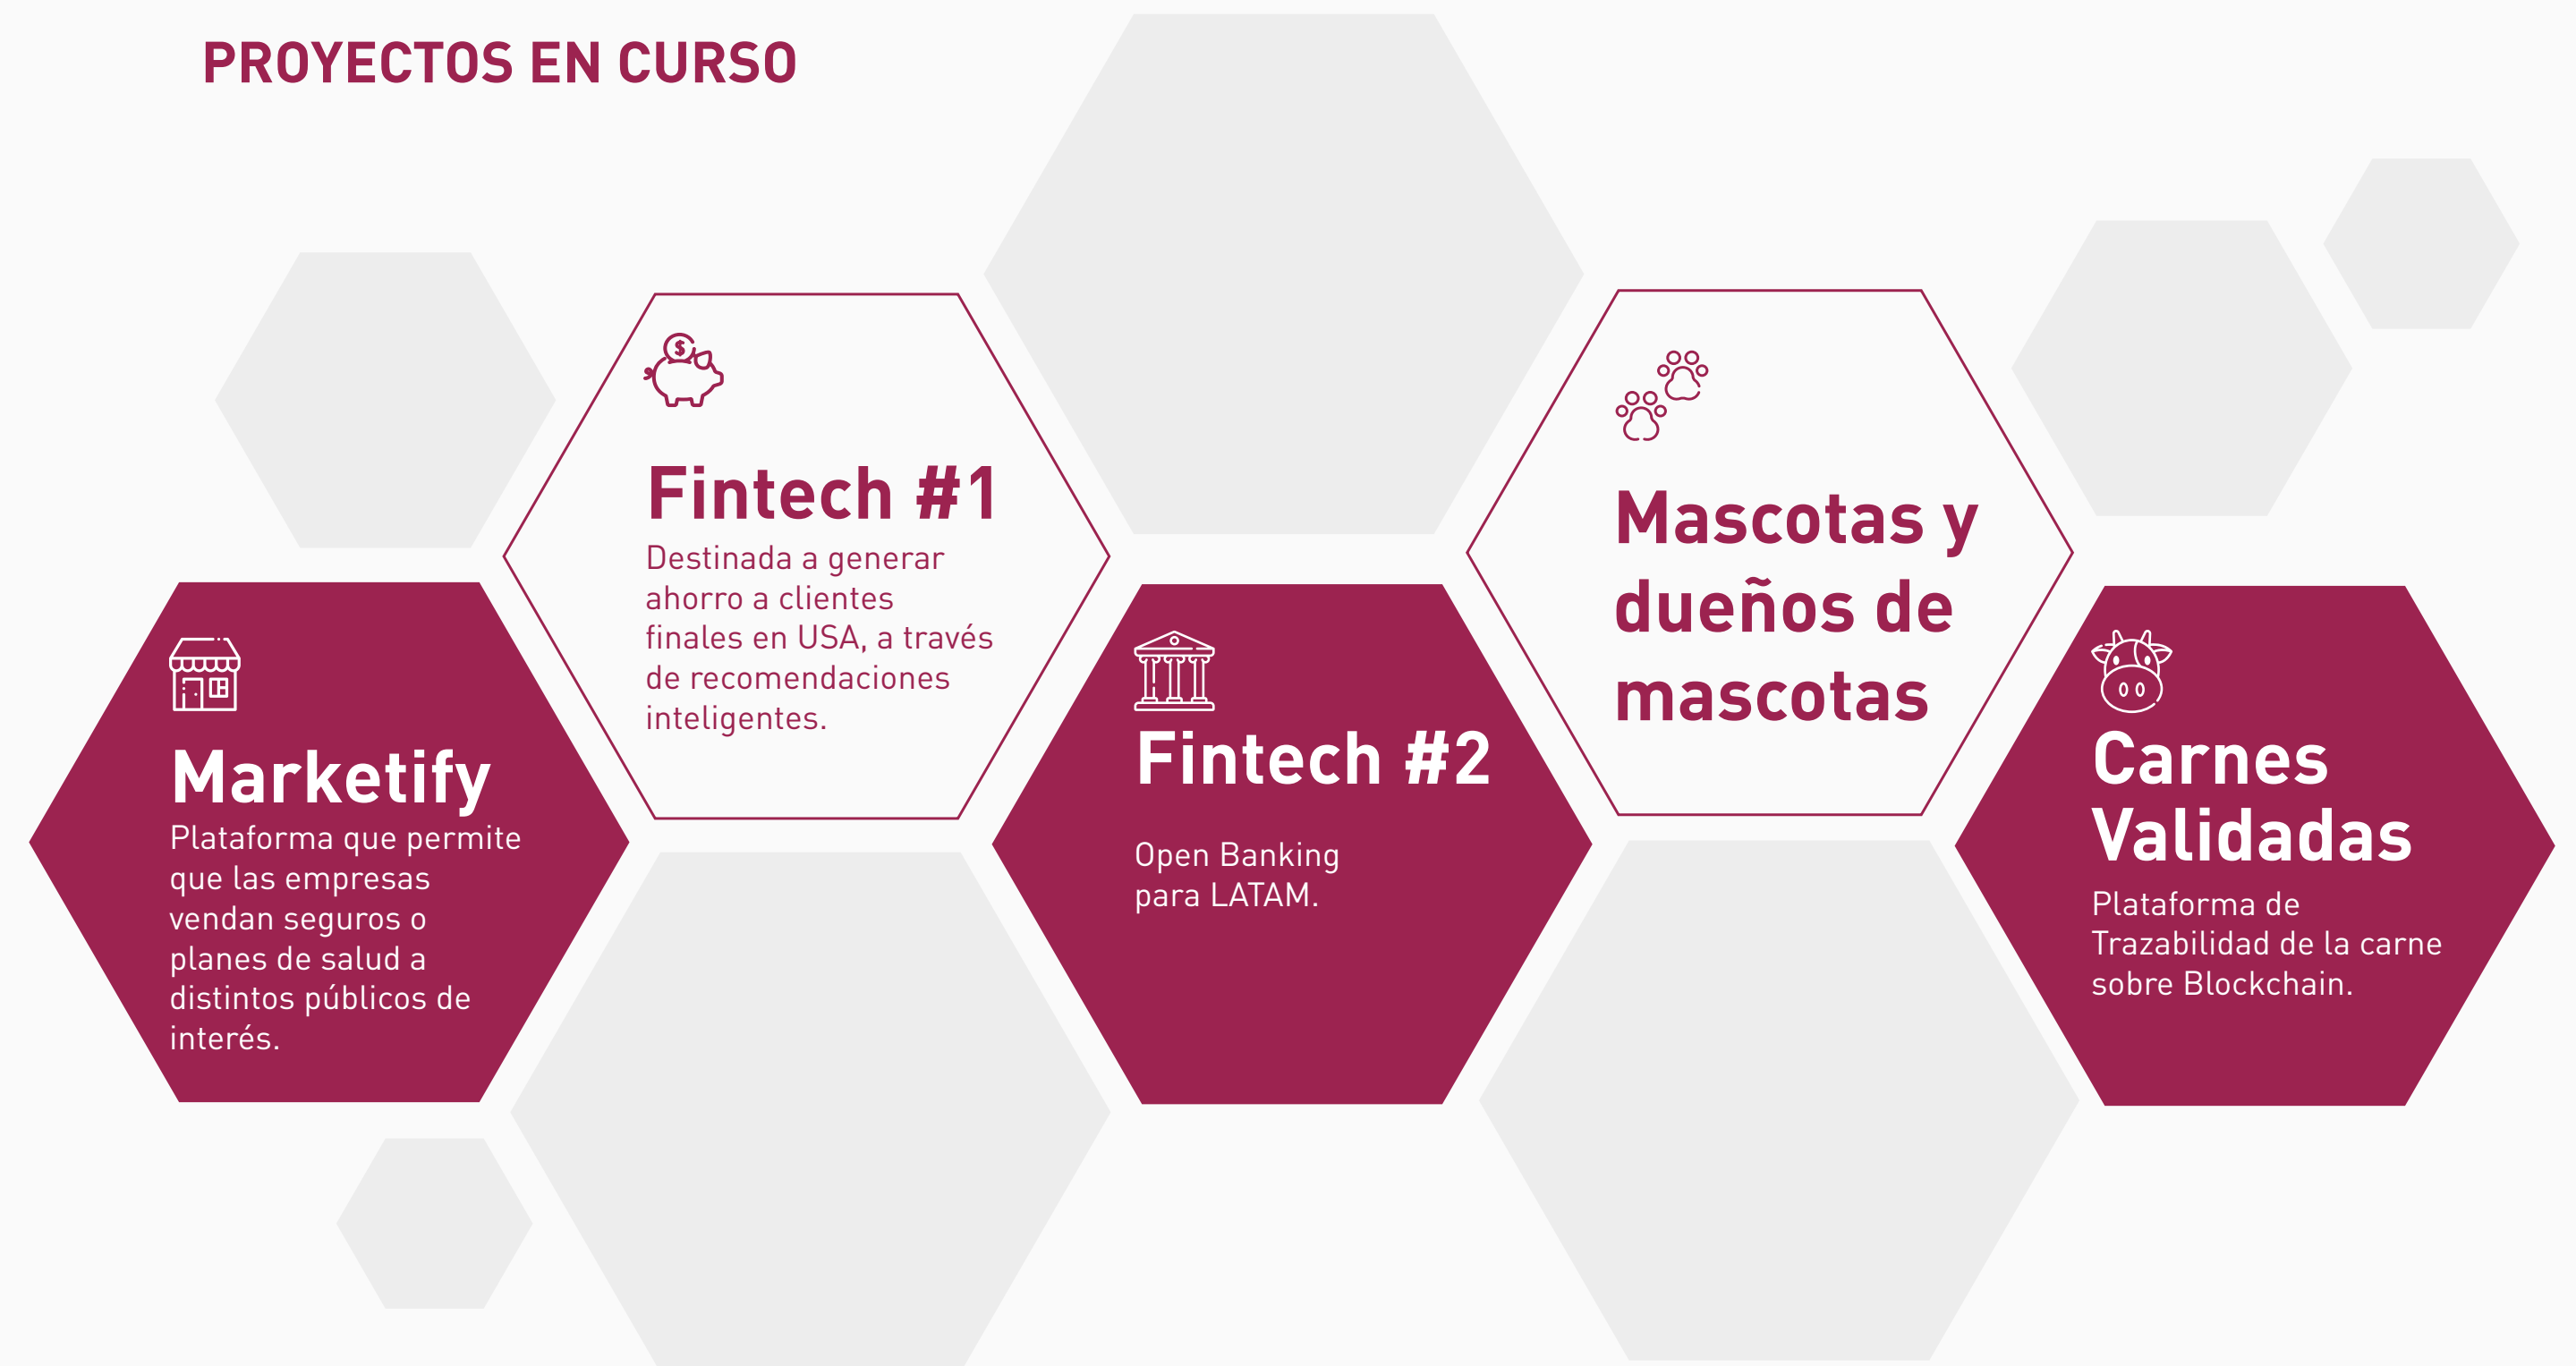 PROYECTOS EN CURSO
Marketify
Plataforma que permite
que las empresas
vendan seguros o
planes de salud a
distintos públicos de
interés.
$
Fintech #1
Destinada a generar
ahorro a clientes
finales en USA, a través
de recomendaciones
inteligentes.
Fintech #2
Open Banking
para LATAM.
Mascotas y
dueños de
mascotas
Carnes
Validadas
Plataforma de
Trazabilidad de la carne
sobre Blockchain.